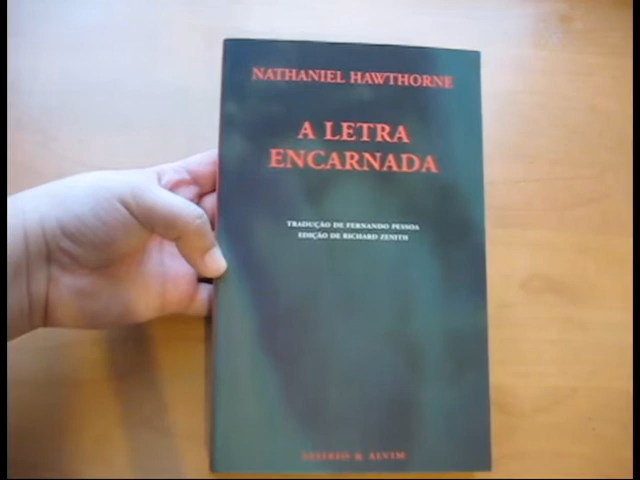 NATHANIEL HAWTHORNE
A LETRA
ENCARNADA
TRADUÇÃO DE FERNANDO PESSOA
EDIÇÃO DE RICHARD ZENITH
ASSÍRIO & ALVIM